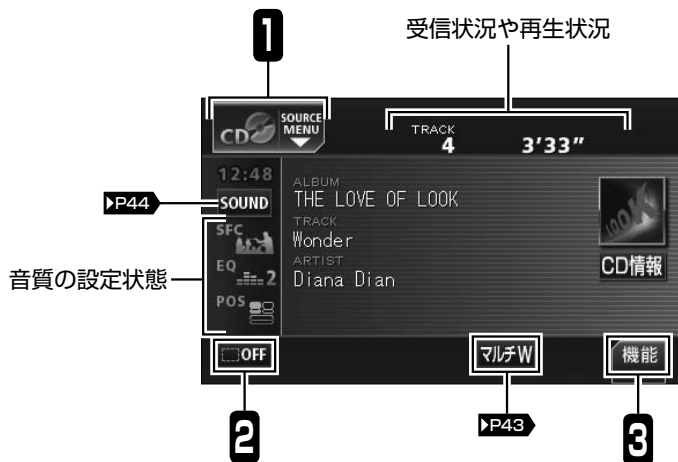 1
受信状況や再生状況
CD
SOURCE
MENU
TRACK
4
3'33"
12:48
P44
SOUND
ALBUM
THE LOVE OF LOOK
TRACK
Wonder
ARTIST
Diana Dian
LOOK
CD情報
音質の設定状態
SFC
EQ
2
POS
OFF
マルチW
機能
2
P43
3